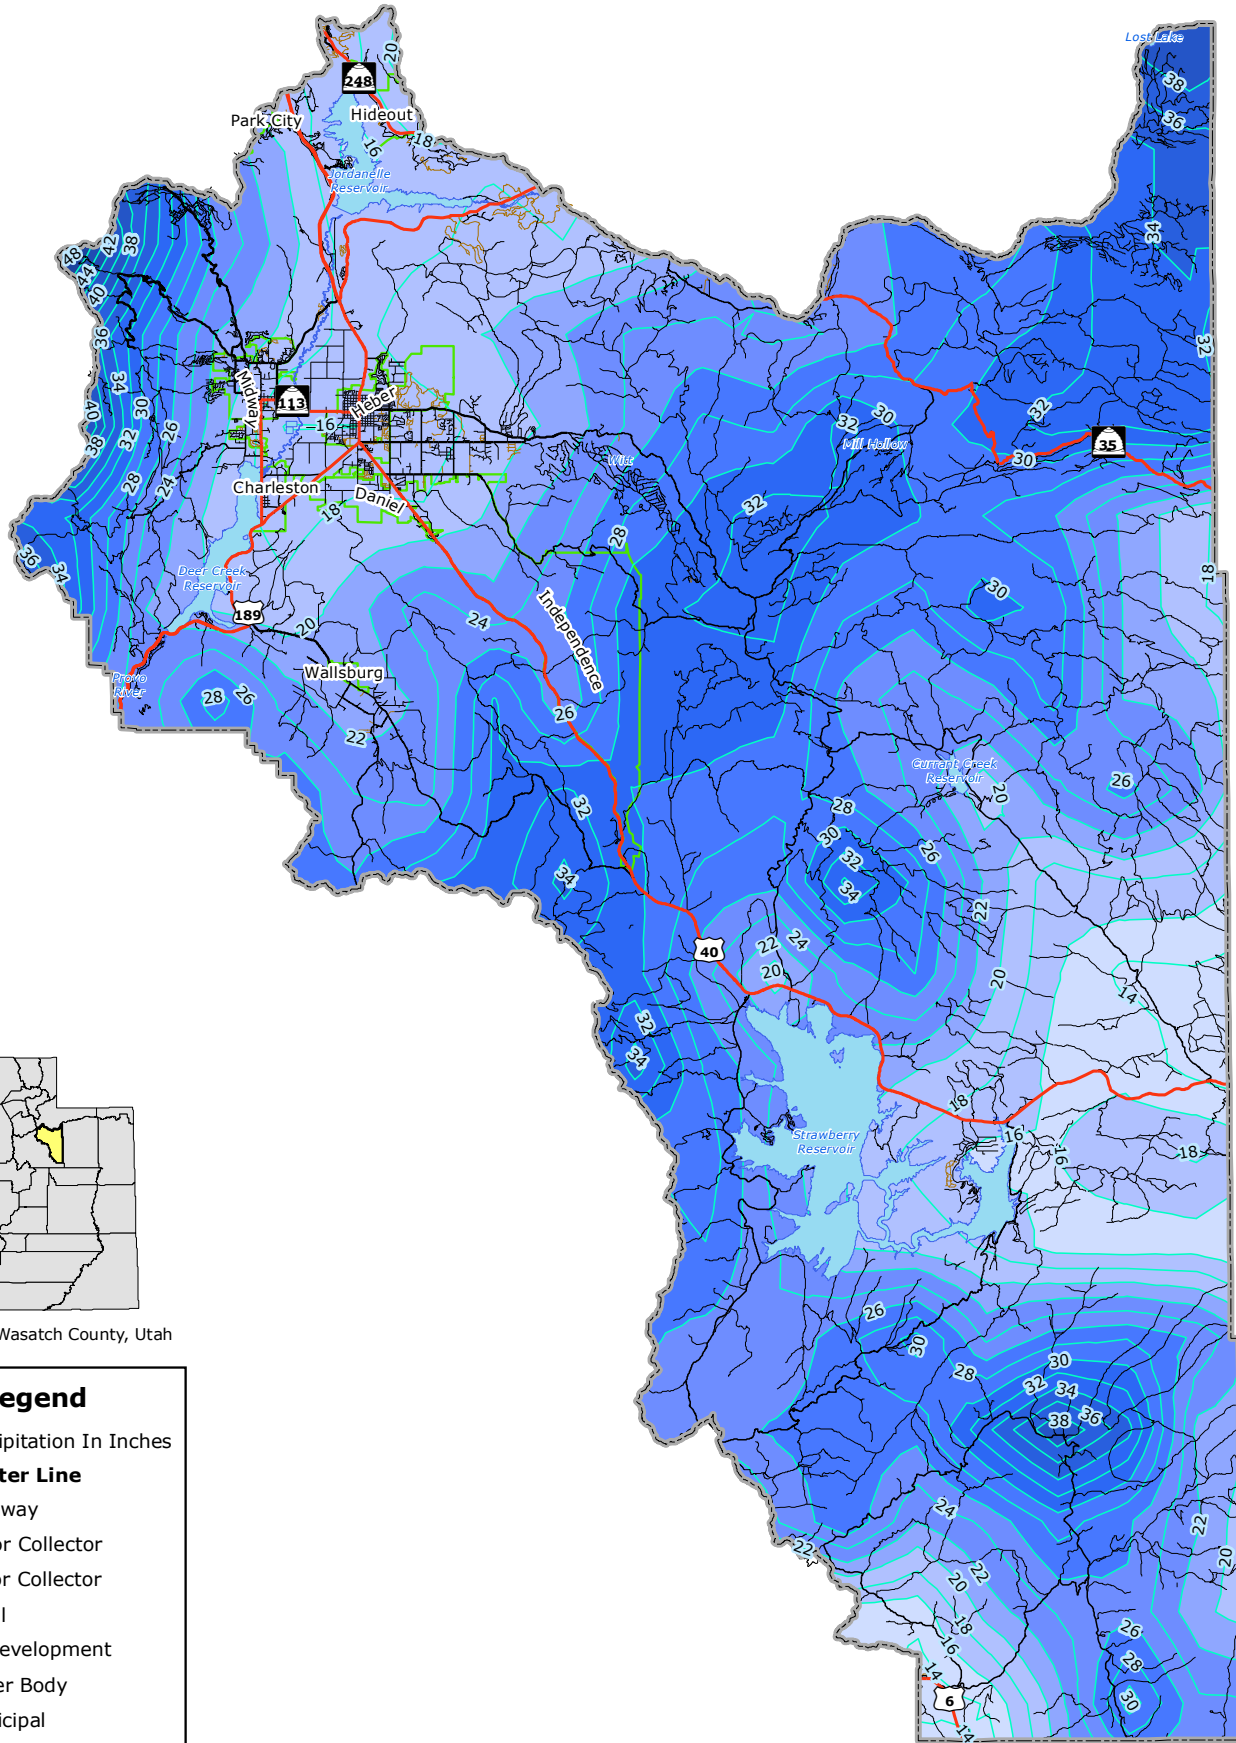 Lost Lake
20
248
38
Park City
Hideout
36
18
16
Jordanelle
Reservoir
34
48
42
38
44
40
36
32
34
40
30
38
32
26
28
24
Midway
113
Heber
16
Charleston
Daniel
18
Witt
28
32
30
Mill Hollow
32
32
30
35
36
34
Deer Creek
Reservoir
189
20
24
Independence
30
18
Provo
River
28
26
Wallsburg
22
26
Currant Creek
Reservoir
20
26
32
28
30
32
26
34
34
22
40
22
24
20
20
14
32
34
18
16
16
18
Strawberry
Reservoir
26
30
28
30
32
34
36
38
24
22
22
20
22
20
18
16
26
28
30
14
6
14
Wasatch County, Utah
egend
ipitation In Inches
ter Line
way
or Collector
or Collector
l
evelopment
er Body
icipal